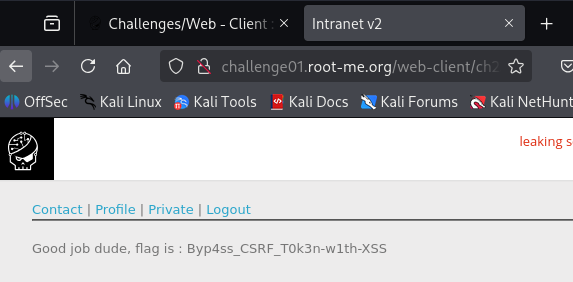 Challenges/Web - Client
Intranet v2
challenge01.root-me.org/web-client/ch2
OffSec Kali Linux Kali Tools Kali Docs Kali Forums Kali NetHunt
leaking s
Contact | Profile | Private | Logout
Good job dude, flag is : Byp4ss_CSRF_T0k3n-w1th-XSS